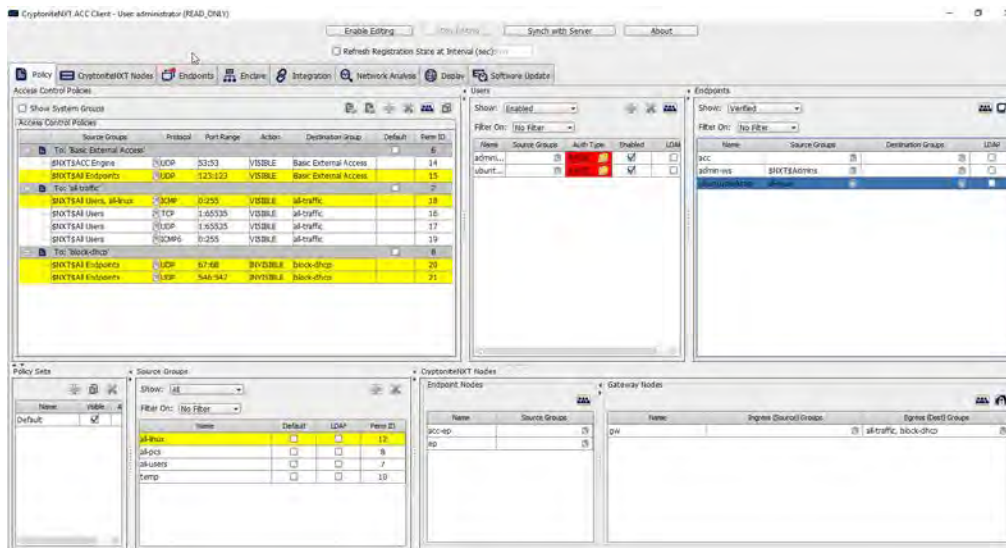 CryptoniteNXT ACC Client - User: administrator (READ_ONLY)
Enable Editing Synch with Server About
Refresh Registration State at Interval (sec):
Policy CryptoniteNXT Nodes Endpoints Enclave Integration Network Analysis Deploy Software Update
Access Control Policies
Show System Groups
Access Control Policies
Source Groups Protocol Port Range Action Destination Group Default Perm ID
To: 'Basic External Access' 6
$NXT$ACC Engine UDP 53:53 VISIBLE Basic External Access 14
$NXT$All Endpoints UDP 123:123 VISIBLE Basic External Access 15
To: 'all-traffic' 7
$NXT$All Users, all-linux ICMP 0:255 VISIBLE all-traffic 18
$NXT$All Users TCP 1:65535 VISIBLE all-traffic 16
$NXT$All Users UDP 1:65535 VISIBLE all-traffic 17
$NXT$All Users ICMP6 0:255 VISIBLE all-traffic 19
To: 'block-dhcp' 8
$NXT$All Endpoints UDP 67:68 INVISIBLE block-dhcp 20
$NXT$All Endpoints UDP 546:547 INVISIBLE block-dhcp 21
Users
Show: Enabled
Filter On: No Filter
Name Source Groups Auth Type Enabled LDAP
admini...
ubunt...
Endpoints
Show: Verified
Filter On: No Filter
Name Source Groups Destination Groups LDA
acc
admin-ws $NXT$Admins
all-linux
Policy Sets
Name Visible
Default
Source Groups
Show: All
Filter On: No Filter
Name Default LDAP Perm ID
all-linux 12
all-pcs 8
all-users 7
temp 10
CryptoniteNXT Nodes
Endpoint Nodes
Name Source Groups
acc-ep
ep
Gateway Nodes
Name Ingress (Source) Groups Egress (Dest) Groups
gw all-traffic, block-dhcp